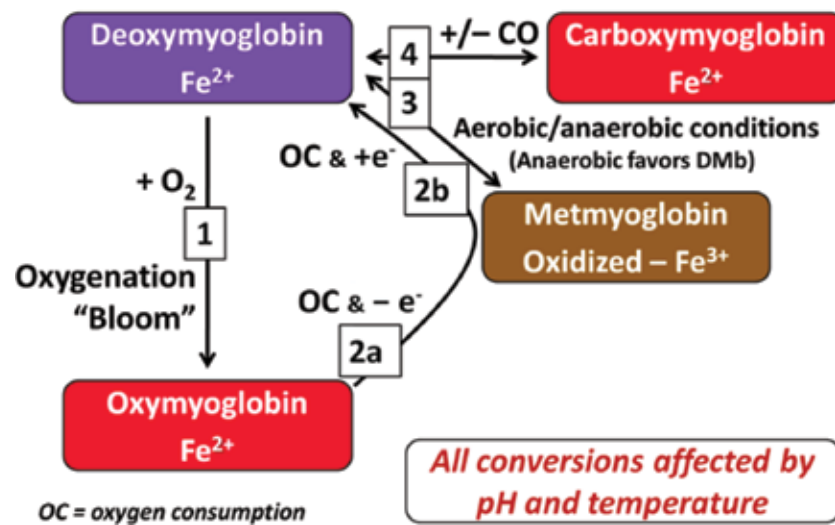 Deoxymyoglobin
Fe²⁺
4
+/− CO
Carboxymyoglobin
Fe²⁺
3
Aerobic/anaerobic conditions
(Anaerobic favors DMb)
OC & +e⁻
2b
+ O₂
1
Metmyoglobin
Oxidized – Fe³⁺
Oxygenation
“Bloom”
OC & – e⁻
2a
Oxymyoglobin
Fe²⁺
All conversions affected by
pH and temperature
OC = oxygen consumption